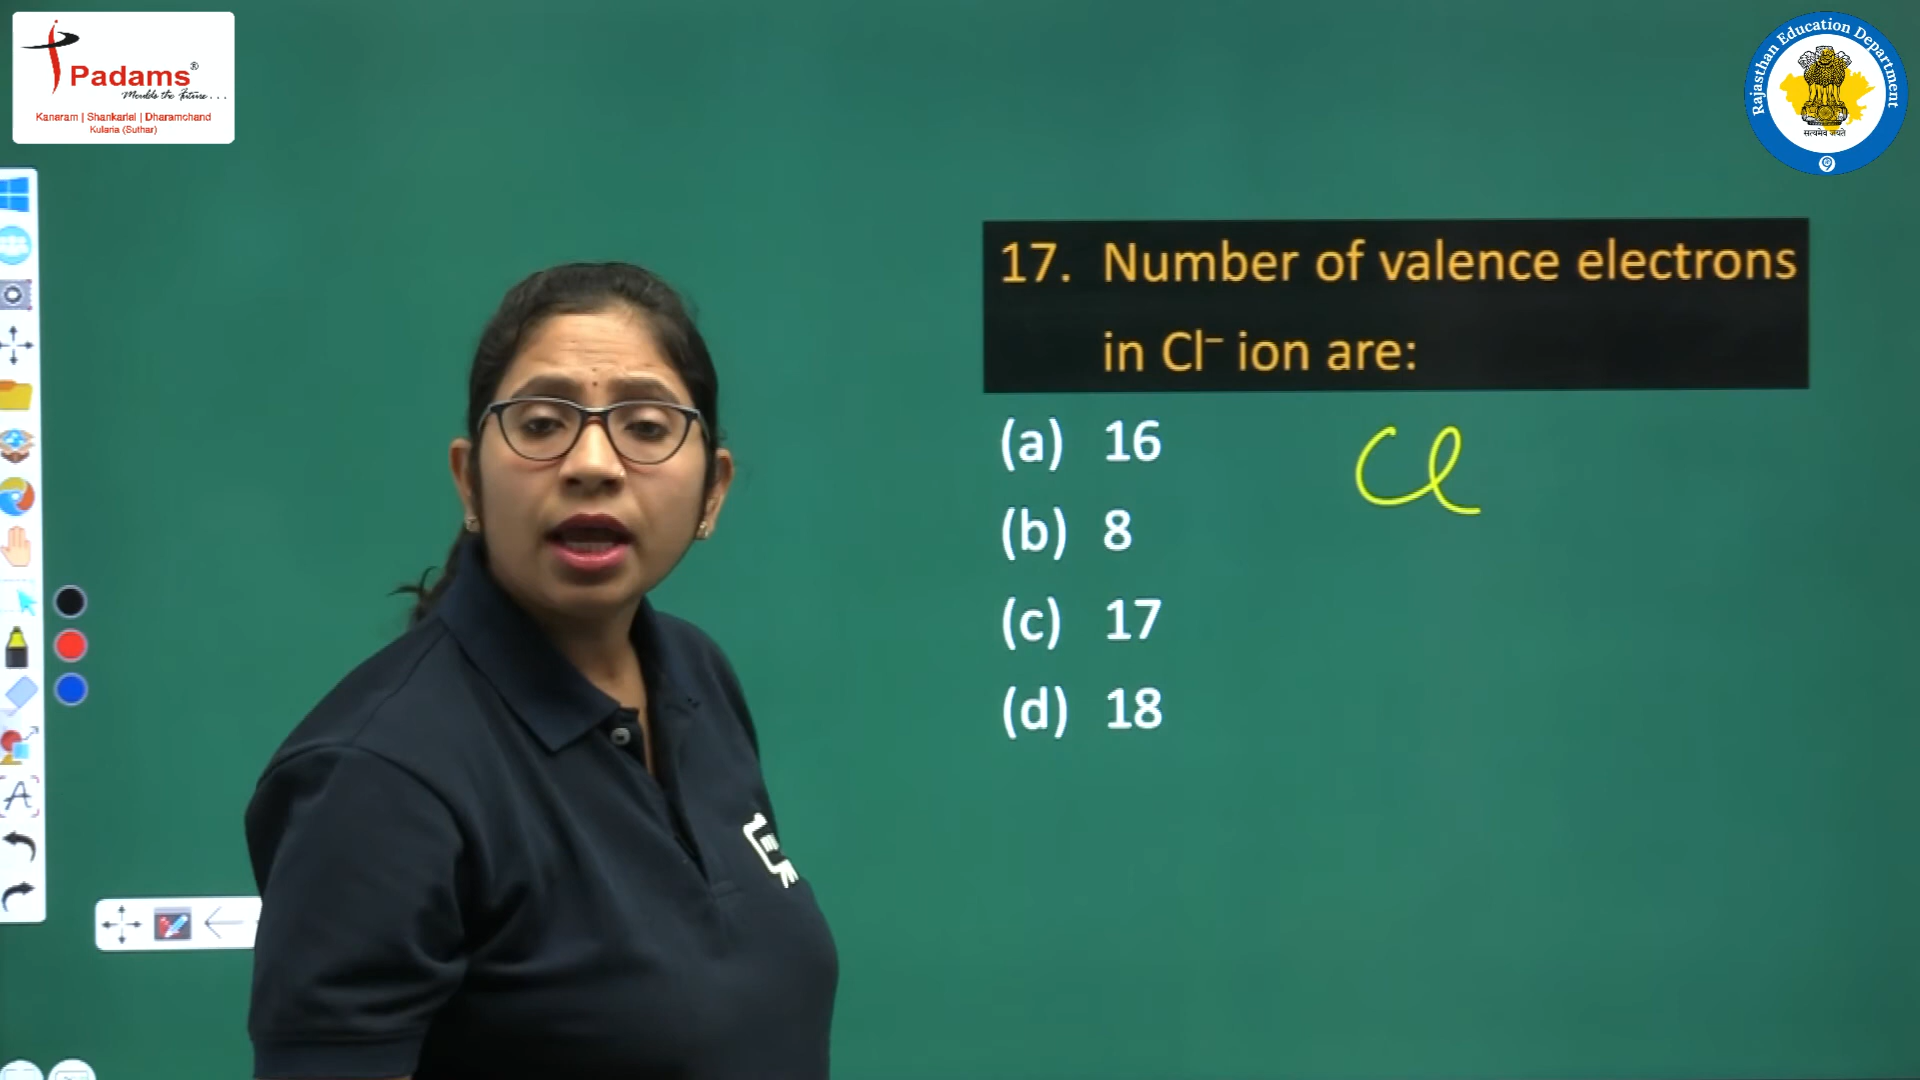 Padams®
Moulds the Future...
Kanaram | Shankarlal | Dharamchand
Kularia (Suthar)
Rajasthan Education Department
सत्यमेव जयते
17. Number of valence electrons
in Cl⁻ ion are:
(a) 16
Cl
(b) 8
(c) 17
(d) 18
A